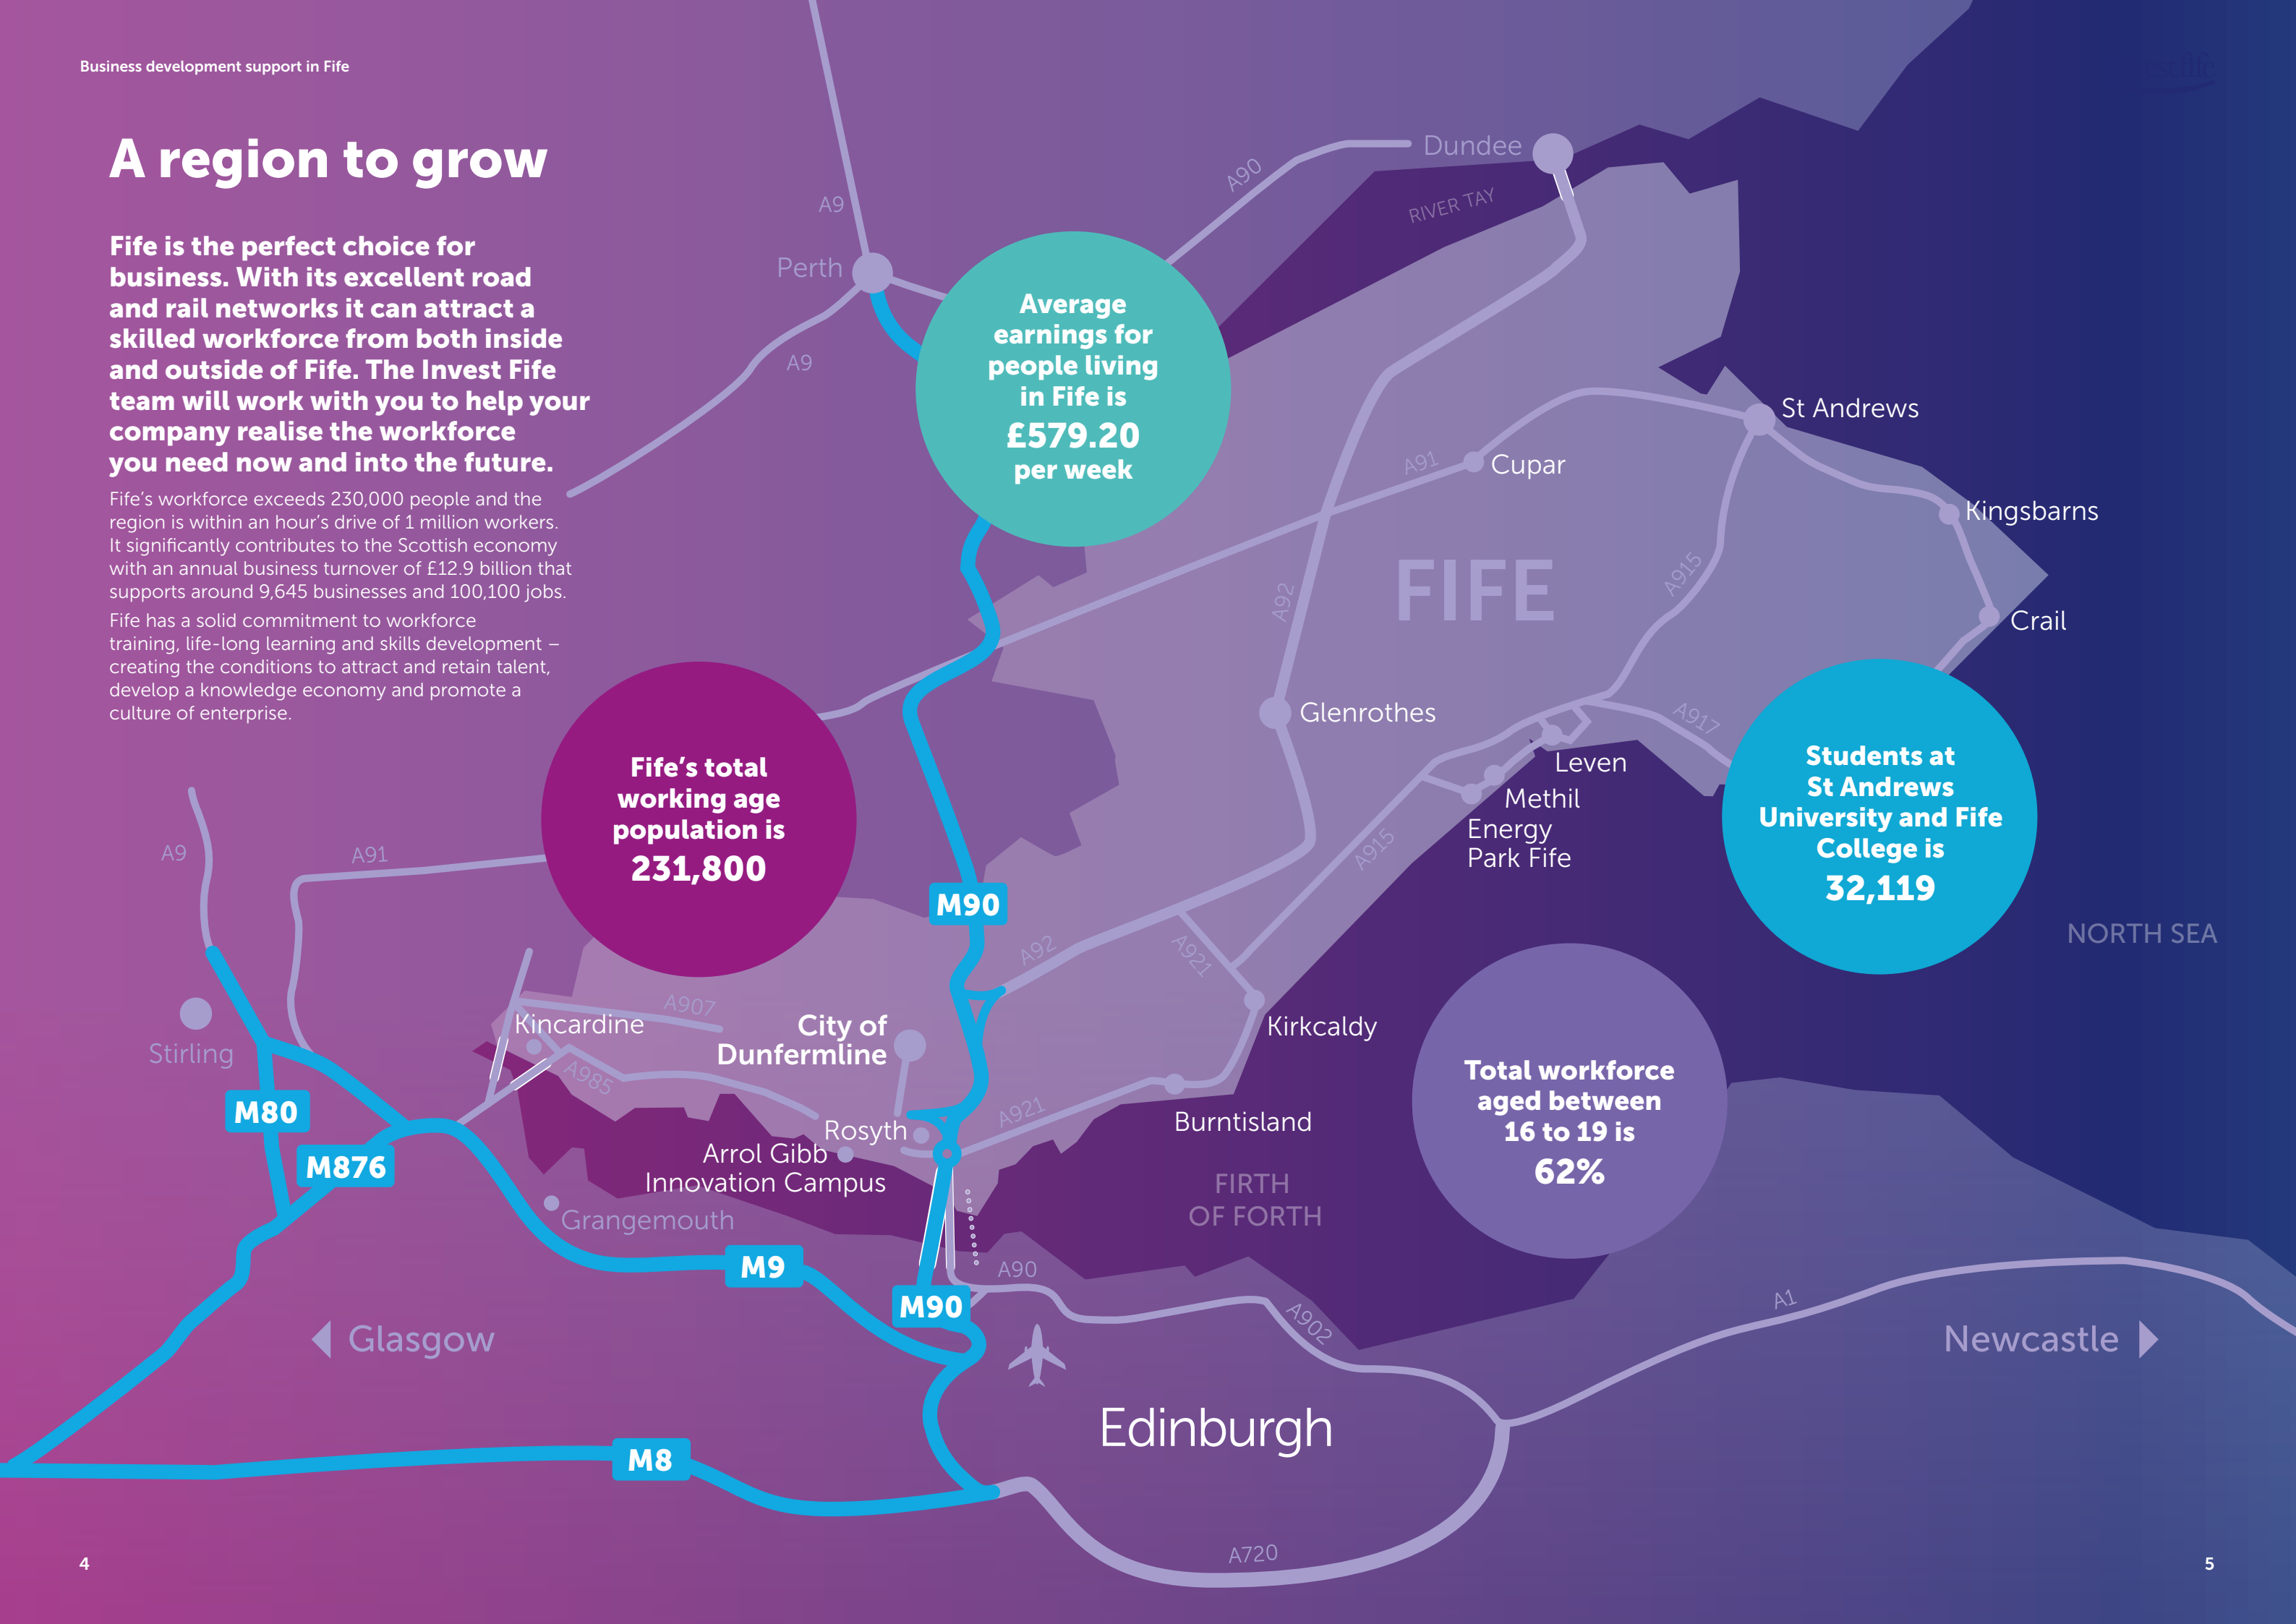 Business development support in Fife
A region to grow
Fife is the perfect choice for
business. With its excellent road
and rail networks it can attract a
skilled workforce from both inside
and outside of Fife. The Invest Fife
team will work with you to help your
company realise the workforce
you need now and into the future.
Fife’s workforce exceeds 230,000 people and the
region is within an hour’s drive of 1 million workers.
It significantly contributes to the Scottish economy
with an annual business turnover of £12.9 billion that
supports around 9,645 businesses and 100,100 jobs.
Fife has a solid commitment to workforce
training, life-long learning and skills development –
creating the conditions to attract and retain talent,
develop a knowledge economy and promote a
culture of enterprise.
A9
Perth
A9
A90
Dundee
RIVER TAY
Average
earnings for
people living
in Fife is
£579.20
per week
St Andrews
A91
Cupar
Kingsbarns
FIFE
A92
A915
Crail
Glenrothes
A917
Leven
Methil
Energy
Park Fife
A915
Fife’s total
working age
population is
231,800
Students at
St Andrews
University and Fife
College is
32,119
NORTH SEA
A9
A91
M90
A92
A921
A907
Kincardine
City of
Dunfermline
Kirkcaldy
Stirling
A985
M80
A921
Burntisland
Rosyth
Arrol Gibb
Innovation Campus
M876
Grangemouth
FIRTH
OF FORTH
Total workforce
aged between
16 to 19 is
62%
M9
A90
M90
A902
A1
Glasgow
Newcastle
Edinburgh
M8
A720
4
5